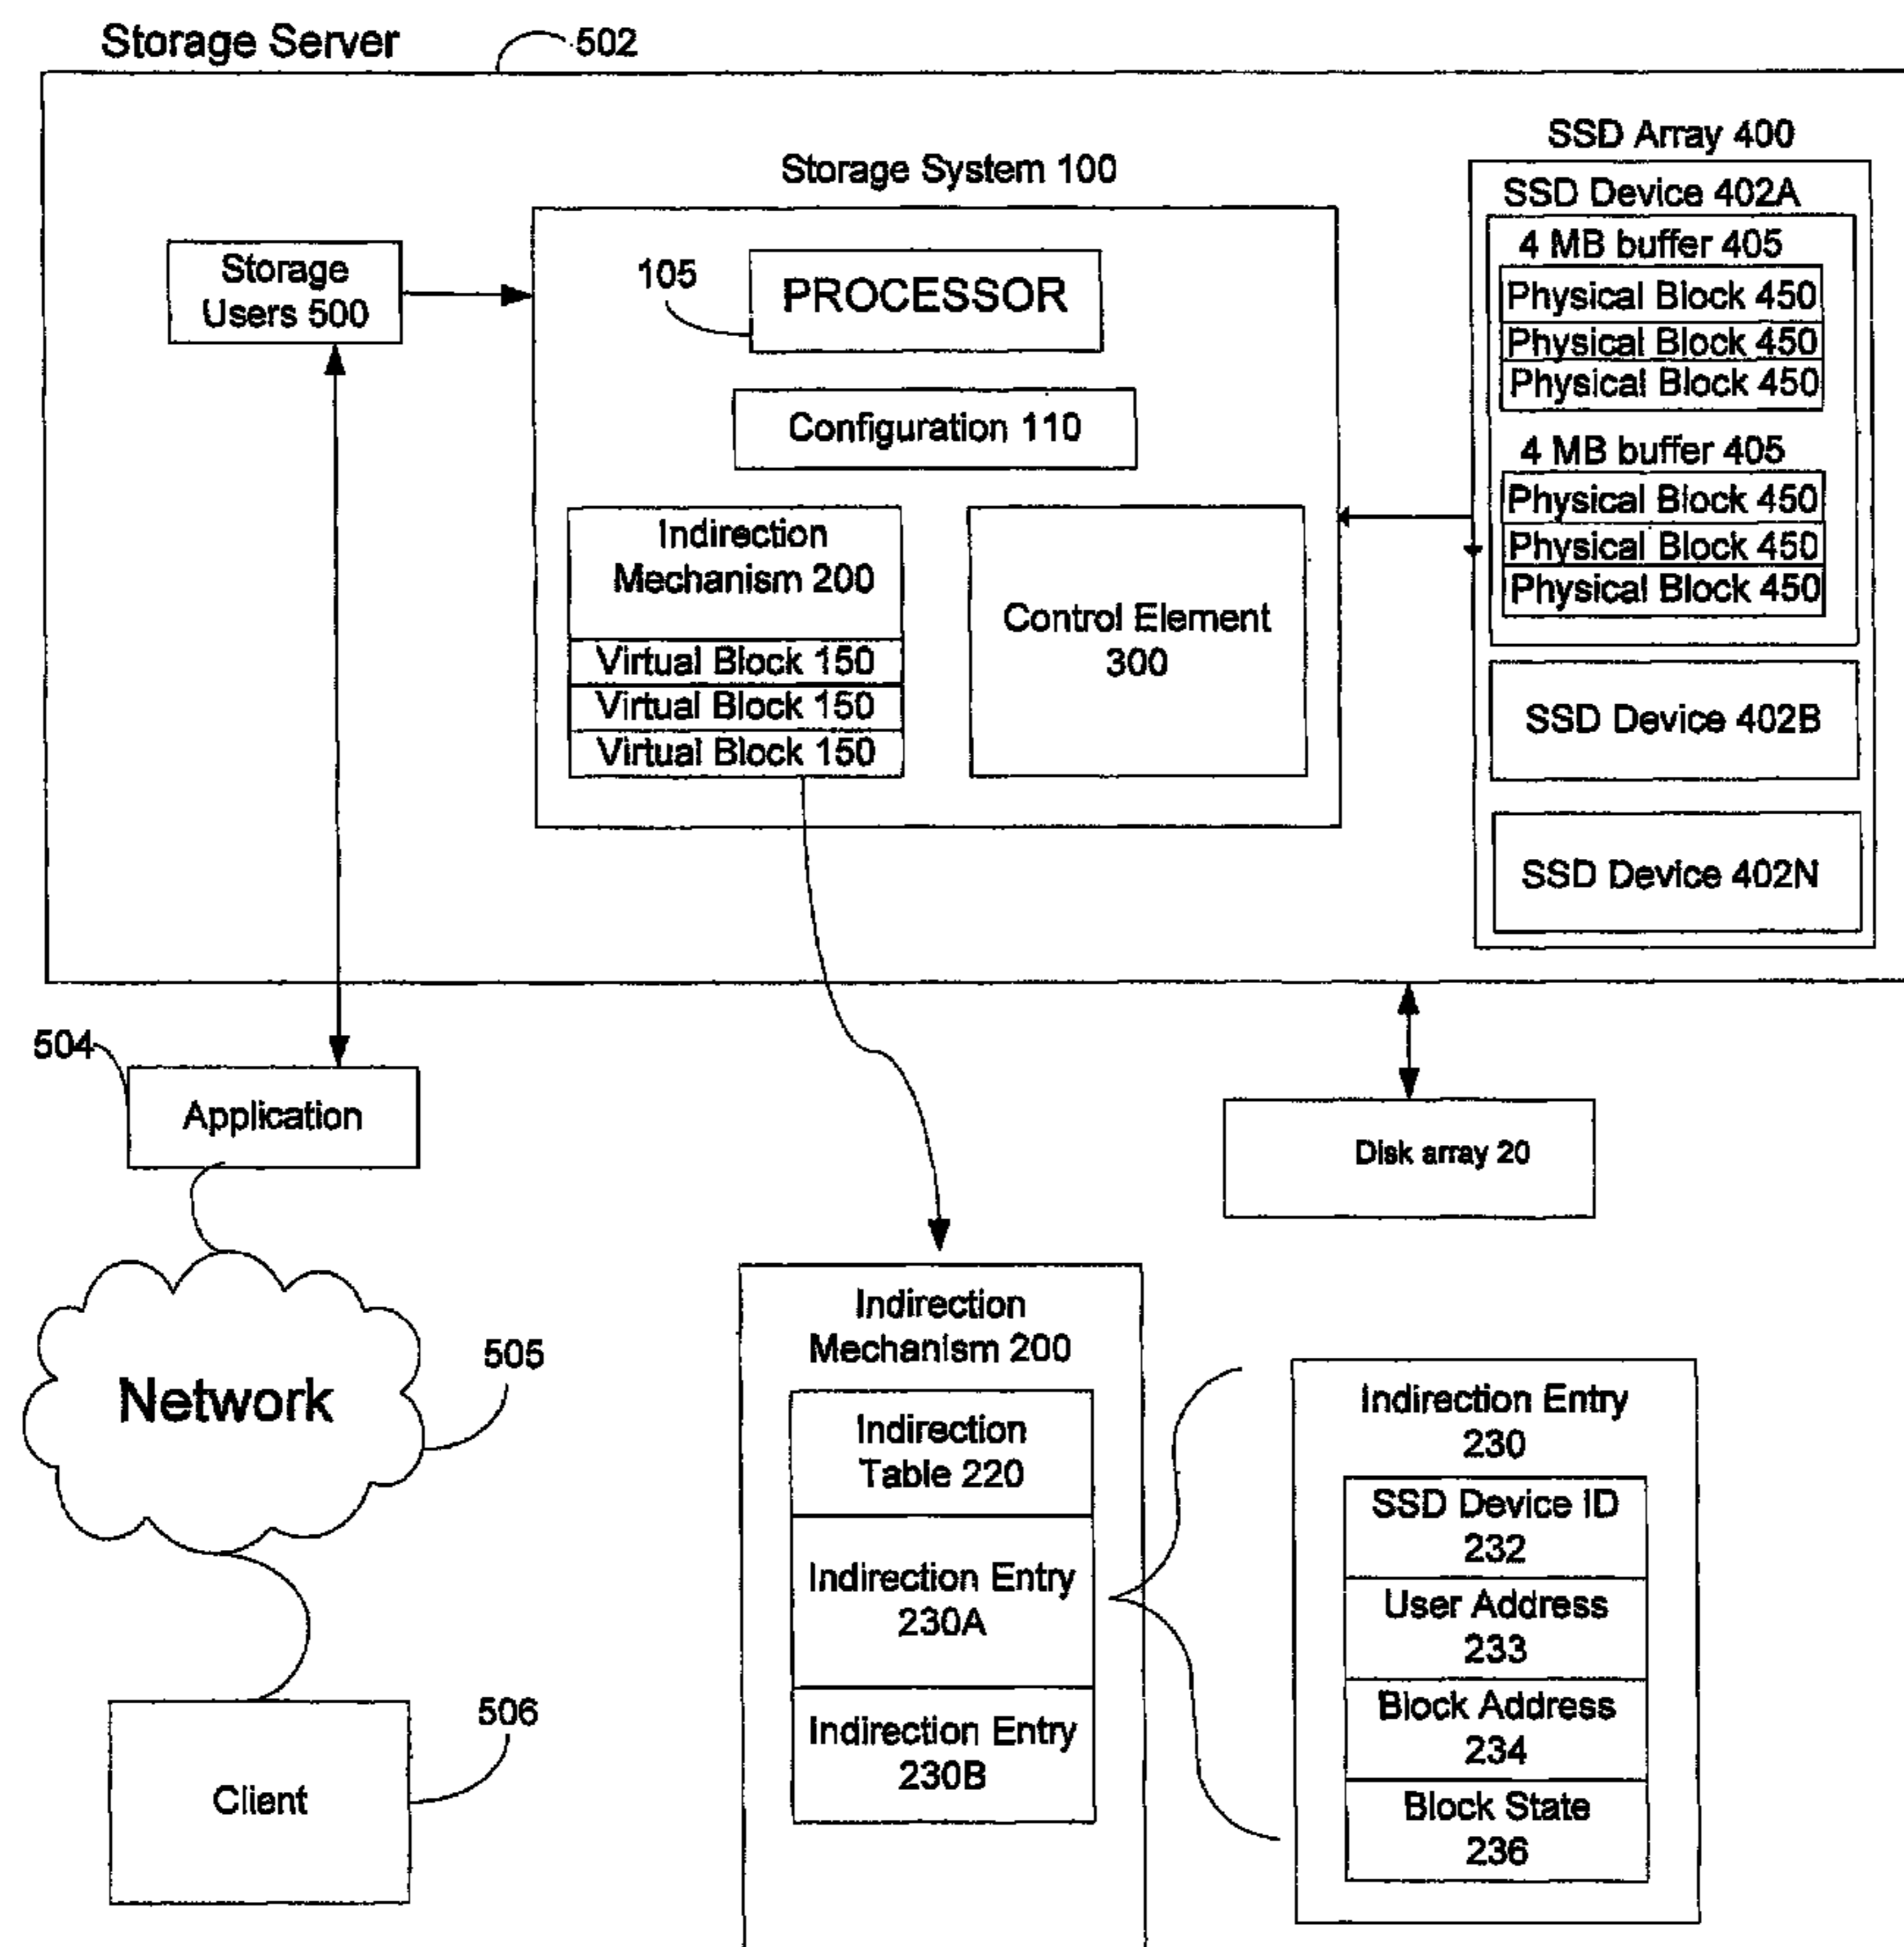 Storage Server
502
Storage System 100
SSD Array 400
SSD Device 402A
4 MB buffer 405
Physical Block 450
Physical Block 450
Physical Block 450
4 MB buffer 405
Physical Block 450
Physical Block 450
Physical Block 450
SSD Device 402B
SSD Device 402N
Storage
Users 500
105
PROCESSOR
Configuration 110
Indirection
Mechanism 200
Virtual Block 150
Virtual Block 150
Virtual Block 150
Control Element
300
504
Application
Disk array 20
Network
505
Client
506
Indirection
Mechanism 200
Indirection
Table 220
Indirection Entry
230A
Indirection Entry
230B
Indirection Entry
230
SSD Device ID
232
User Address
233
Block Address
234
Block State
236